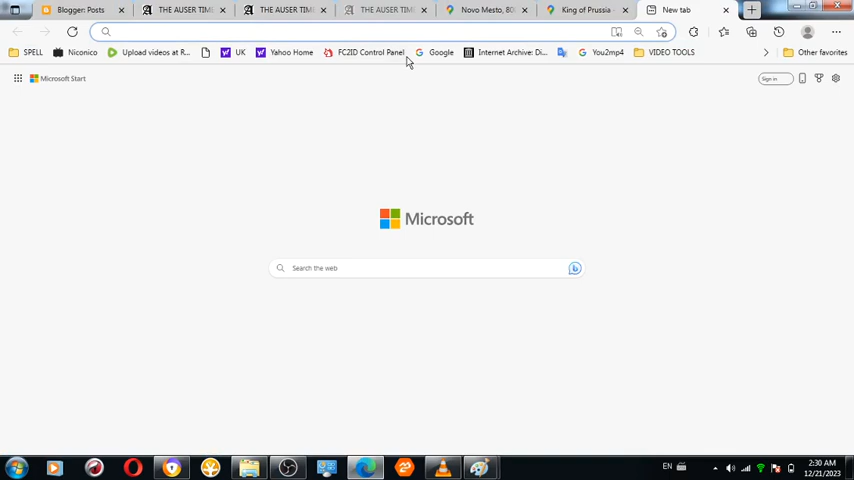 Blogger: Posts
THE AUSER TIME
THE AUSER TIME
THE AUSER TIM
Novo Mesto, 80
King of Prussia -
New tab
SPELL
Niconico
Upload videos at R...
UK
Yahoo Home
FC2ID Control Panel
Google
Internet Archive: Di...
You2mp4
VIDEO TOOLS
Other favorites
Microsoft Start
Sign in
Microsoft
Search the web
EN
2:30 AM
12/21/2023